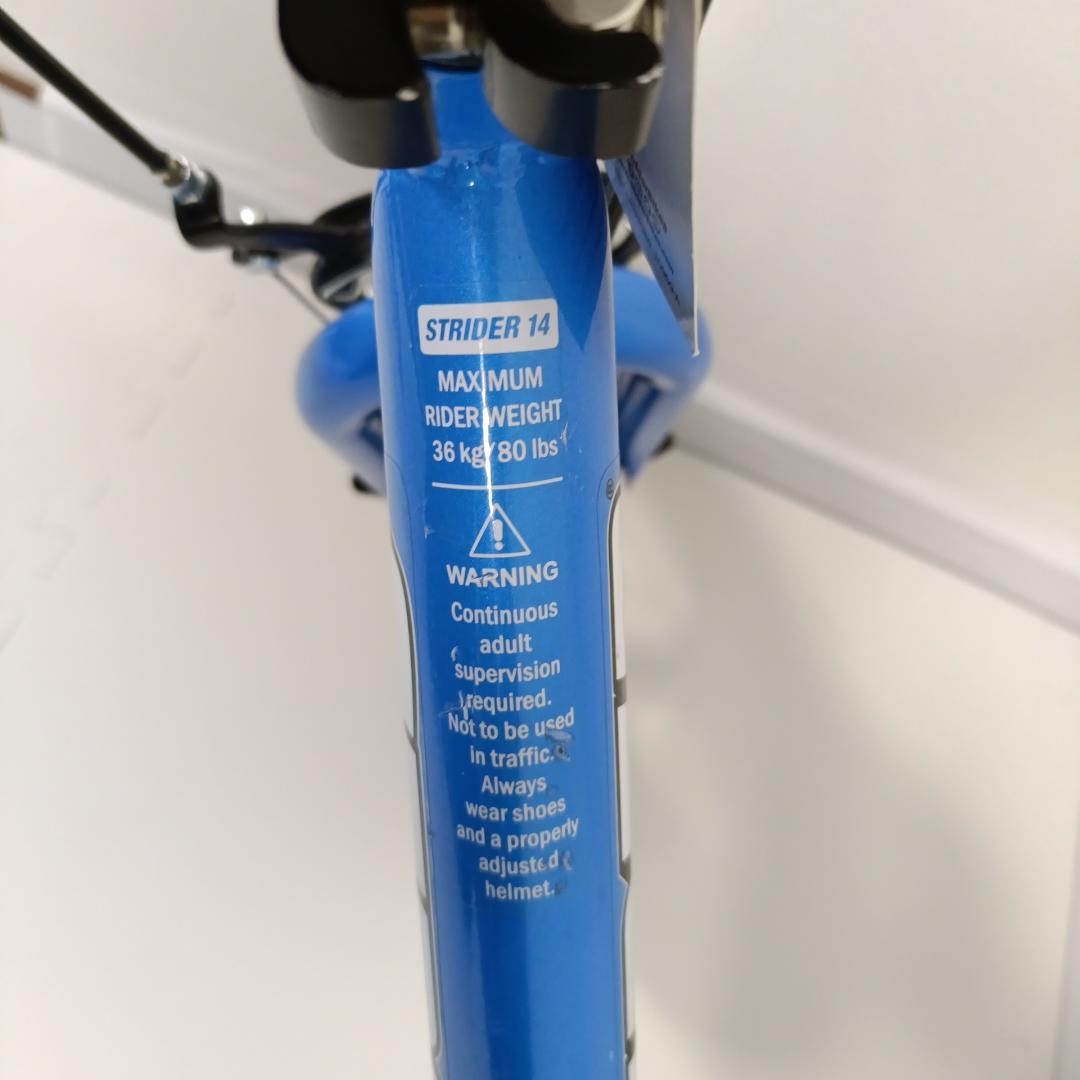 STRIDER 14
MAXIMUM
RIDER WEIGHT
36 kg/80 lbs
WARNING
Continuous
adult
supervision
required.
Not to be used
in traffic.
Always
wear shoes
and a properly
adjusted
helmet.